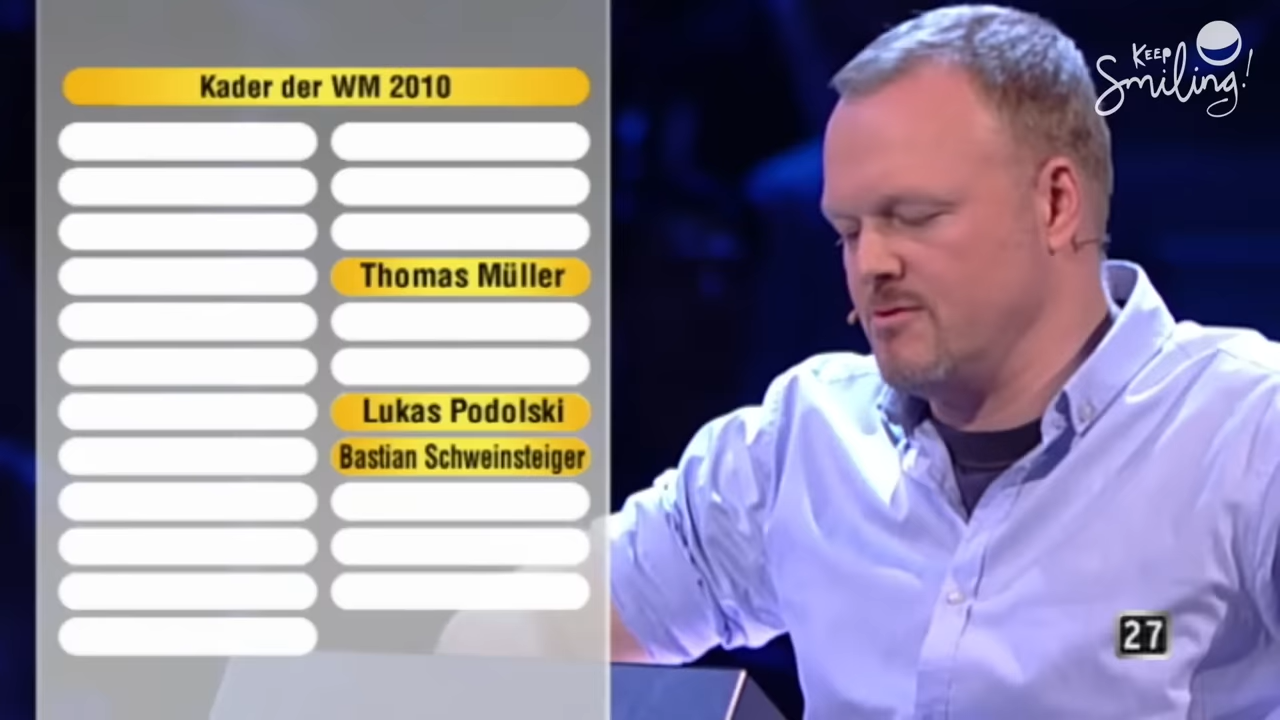 Kader der WM 2010
Thomas Müller
Lukas Podolski
Bastian Schweinsteiger
KEEP
Smiling!
27